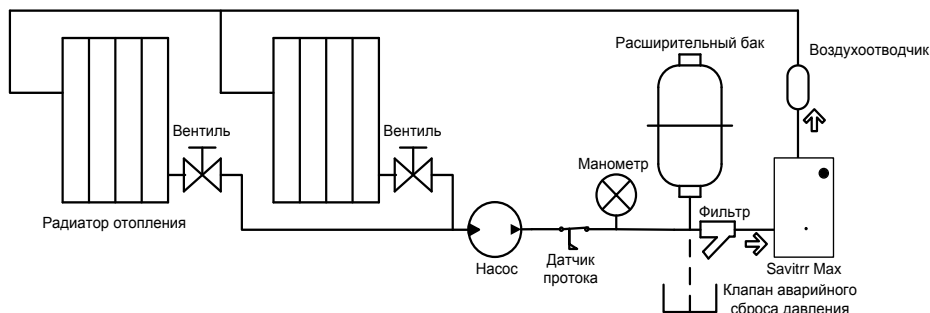 Расширительный бак
Воздухоотводчик
Вентиль
Вентиль
Манометр
Радиатор отопления
Фильтр
Насос
Датчик
протока
Savitrr Max
Клапан аварийного
сброса давления